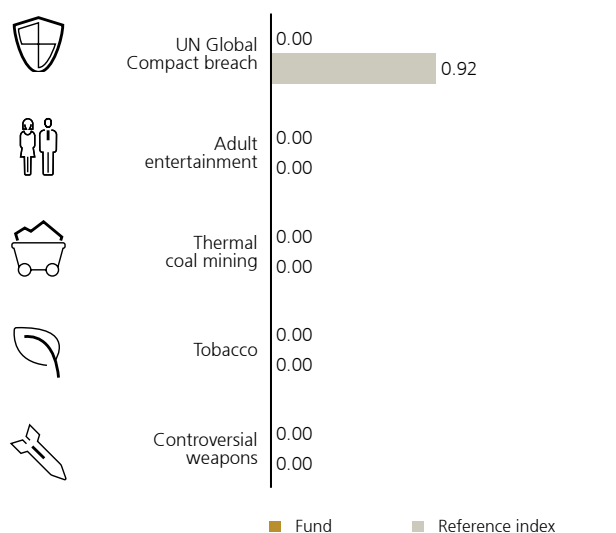 UN Global
Compact breach
0.00
0.92
Adult
entertainment
0.00
0.00
Thermal
coal mining
0.00
0.00
Tobacco
0.00
0.00
Controversial
weapons
0.00
0.00
Fund
Reference index